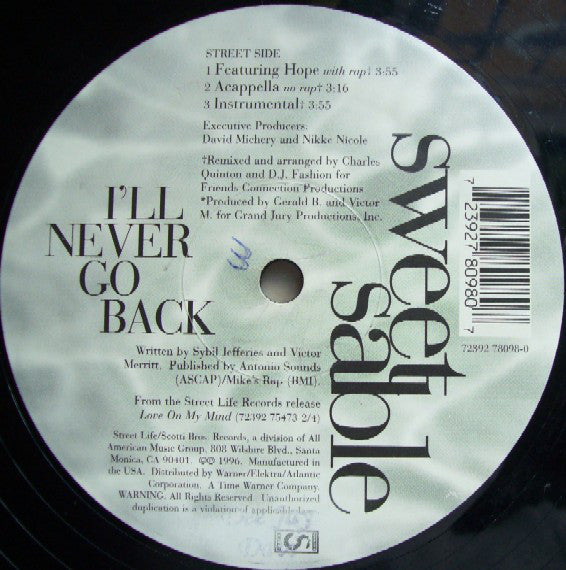 STREET SIDE
1 Featuring Hope with rap† 3:55
2 Acappella no rap† 3:16
3 Instrumental† 3:55
Executive Producers:
David Michery and Nikke Nicole
†Remixed and arranged by Charles
Quinton and D.J. Fashion for
Friends Connection Productions
*Produced by Gerald B. and Victor
M. for Grand Jury Productions, Inc.
I'LL
NEVER
GO
BACK
sweet
sable
7 23927 80980 7
72392 78098-0
Written by Sybil Jefferies and Victor
Merritt. Published by Antonio Sounds
(ASCAP)/Mike's Rap. (BMI).
From the Street Life Records release
Love On My Mind (72392 75473 2/4)
Street Life/Scotti Bros. Records, a division of All
American Music Group, 808 Wilshire Blvd., Santa
Monica, CA 90401. ©℗ 1996. Manufactured in
the USA. Distributed by Warner/Elektra/Atlantic
Corporation. A Time Warner Company.
WARNING. All Rights Reserved. Unauthorized
duplication is a violation of applicable laws.